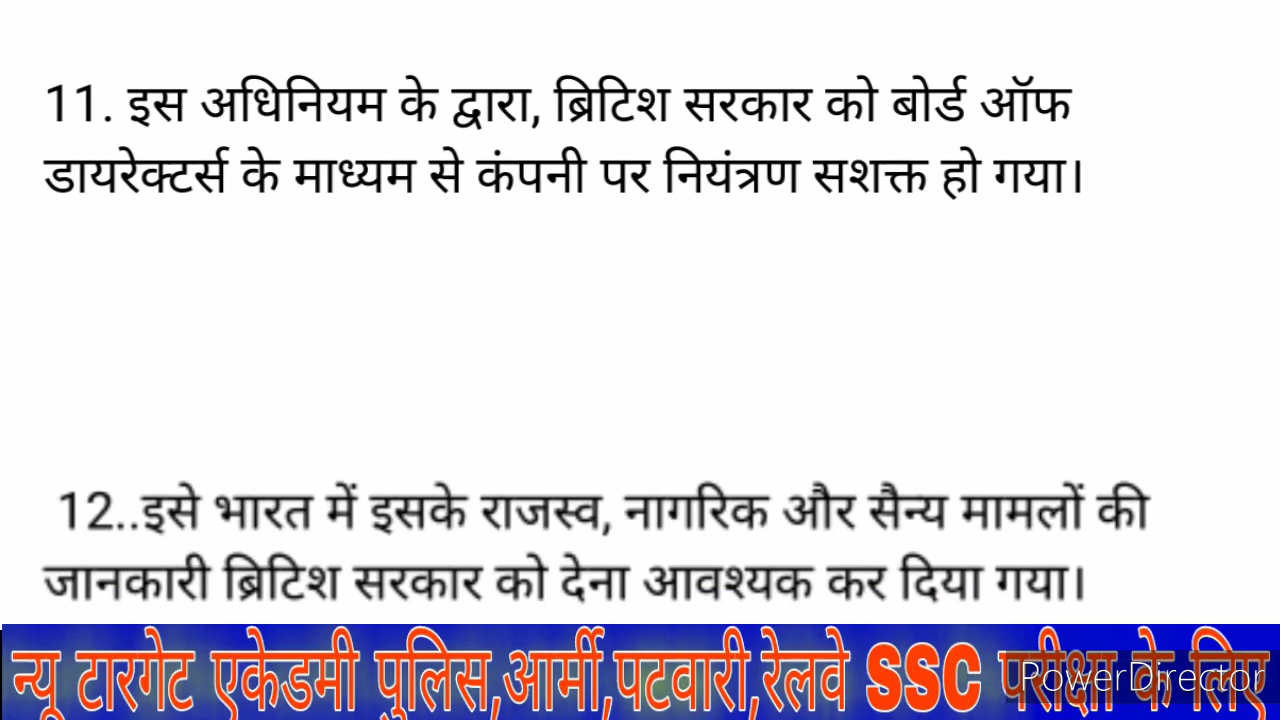 11. इस अधिनियम के द्वारा, ब्रिटिश सरकार को बोर्ड ऑफ
डायरेक्टर्स के माध्यम से कंपनी पर नियंत्रण सशक्त हो गया।
12..इसे भारत में इसके राजस्व, नागरिक और सैन्य मामलों की
जानकारी ब्रिटिश सरकार को देना आवश्यक कर दिया गया।
न्यू टारगेट एकेडमी पुलिस,आर्मी,पटवारी,रेलवे SSC परीक्षा के लिए
PowerDirector